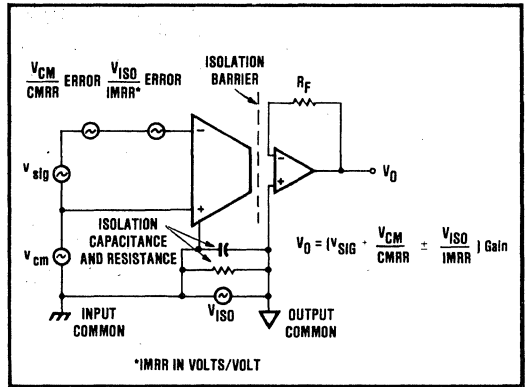 V_CM/CMRR ERROR V_ISO/IMRR* ERROR
ISOLATION
BARRIER
R_F
−
−
V_sig
+
+
V_O
ISOLATION
CAPACITANCE
AND RESISTANCE
V_cm
V_O = (V_SIG + V_CM/CMRR ± V_ISO/IMRR) Gain
INPUT
COMMON
V_ISO
OUTPUT
COMMON
*IMRR IN VOLTS/VOLT